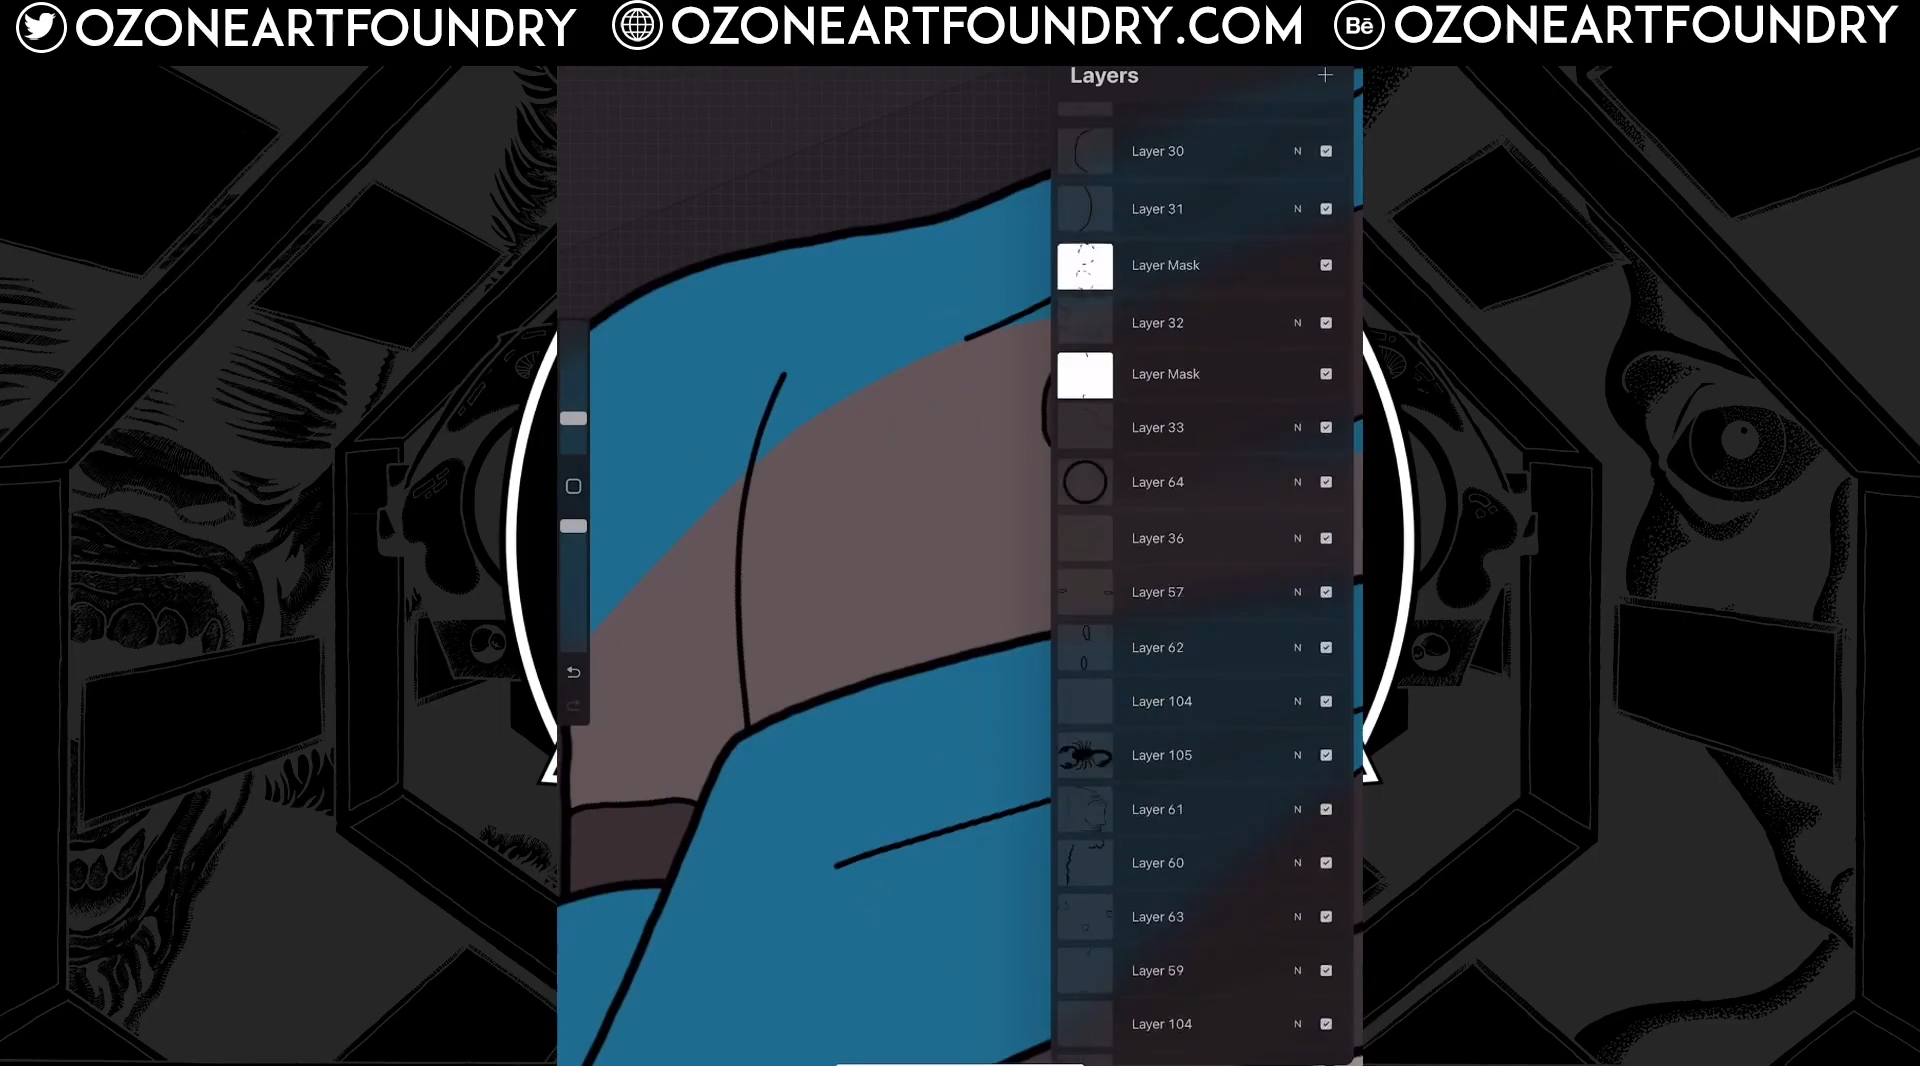 OZONEARTFOUNDRY OZONEARTFOUNDRY.COM Bē OZONEARTFOUNDRY
Layers
Layer 30 N
Layer 31 N
Layer Mask
Layer 32 N
Layer Mask
Layer 33 N
Layer 64 N
Layer 36 N
Layer 57 N
Layer 62 N
Layer 104 N
Layer 105 N
Layer 61 N
Layer 60 N
Layer 63 N
Layer 59 N
Layer 104 N